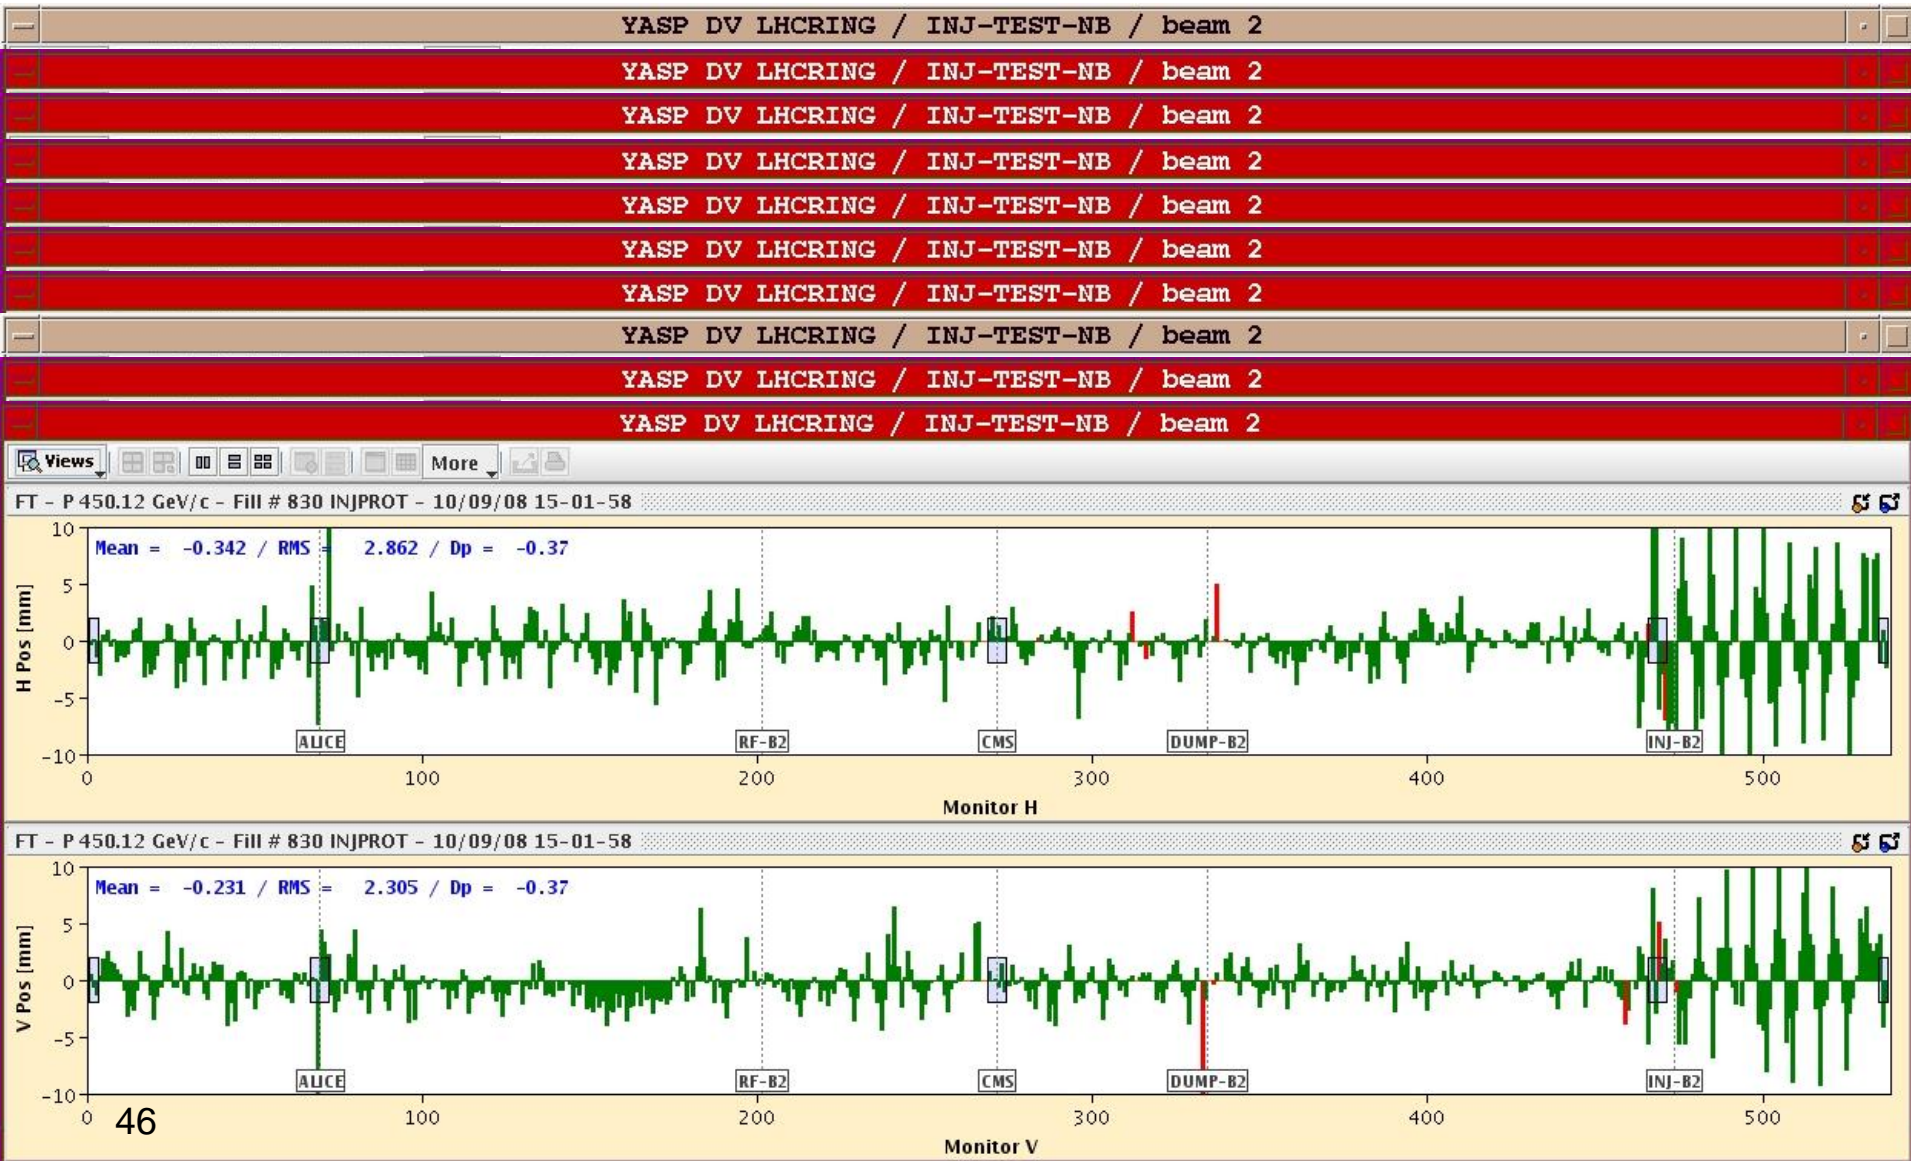 YASP DV LHCRING / INJ-TEST-NB / beam 2
YASP DV LHCRING / INJ-TEST-NB / beam 2
YASP DV LHCRING / INJ-TEST-NB / beam 2
YASP DV LHCRING / INJ-TEST-NB / beam 2
YASP DV LHCRING / INJ-TEST-NB / beam 2
YASP DV LHCRING / INJ-TEST-NB / beam 2
YASP DV LHCRING / INJ-TEST-NB / beam 2
YASP DV LHCRING / INJ-TEST-NB / beam 2
YASP DV LHCRING / INJ-TEST-NB / beam 2
YASP DV LHCRING / INJ-TEST-NB / beam 2
Views More
FT - P 450.12 GeV/c - Fill # 830 INJPROT - 10/09/08 15-01-58
Mean = -0.342 / RMS = 2.862 / Dp = -0.37
H Pos [mm]
10
5
0
-5
-10
ALICE RF-B2 CMS DUMP-B2 INJ-B2
0 100 200 300 400 500
Monitor H
FT - P 450.12 GeV/c - Fill # 830 INJPROT - 10/09/08 15-01-58
Mean = -0.231 / RMS = 2.305 / Dp = -0.37
V Pos [mm]
10
5
0
-5
-10
ALICE RF-B2 CMS DUMP-B2 INJ-B2
0 100 200 300 400 500
46
Monitor V